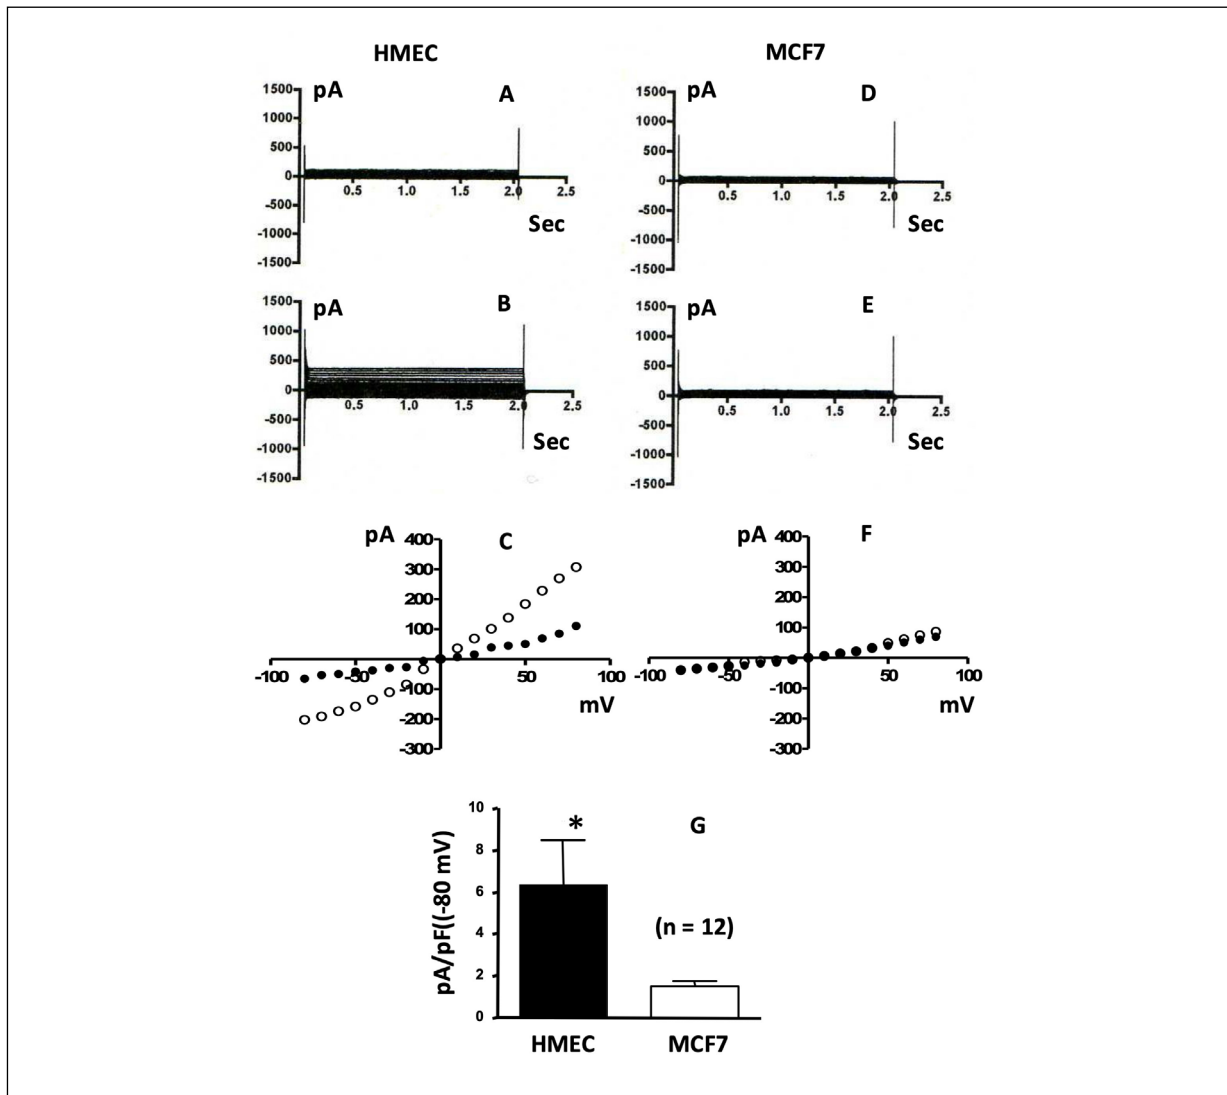 HMEC MCF7
pA A pA D
1500 1500
1000 1000
500 500
0 0
0.5 1.0 1.5 2.0 2.5 0.5 1.0 1.5 2.0 2.5
-500 -500
Sec Sec
-1000 -1000
-1500 -1500
pA B pA E
1500 1500
1000 1000
500 500
0 0
0.5 1.0 1.5 2.0 2.5 0.5 1.0 1.5 2.0 2.5
-500 -500
Sec Sec
-1000 -1000
-1500 -1500
pA 400 C pA 400 F
300 300
200 200
100 100
-100 -50 50 100 -100 -50 50 100
-100 -100
mV mV
-200 -200
-300 -300
10
* G
8
6
(n = 12)
4
2
0
pA/pF((-80 mV)
HMEC MCF7